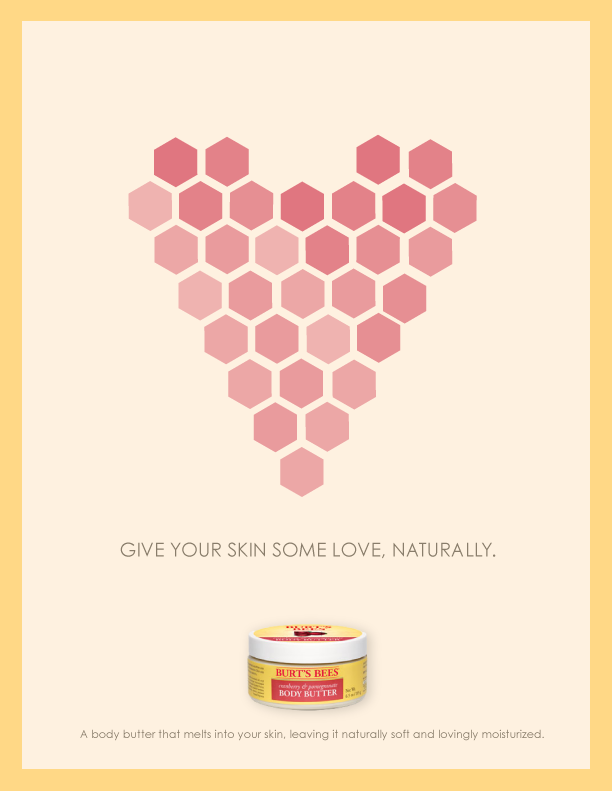 GIVE YOUR SKIN SOME LOVE, NATURALLY.
BURT'S BEES
BURT'S BEES
cranberry & pomegranate
BODY BUTTER
A body butter that melts into your skin, leaving it naturally soft and lovingly moisturized.